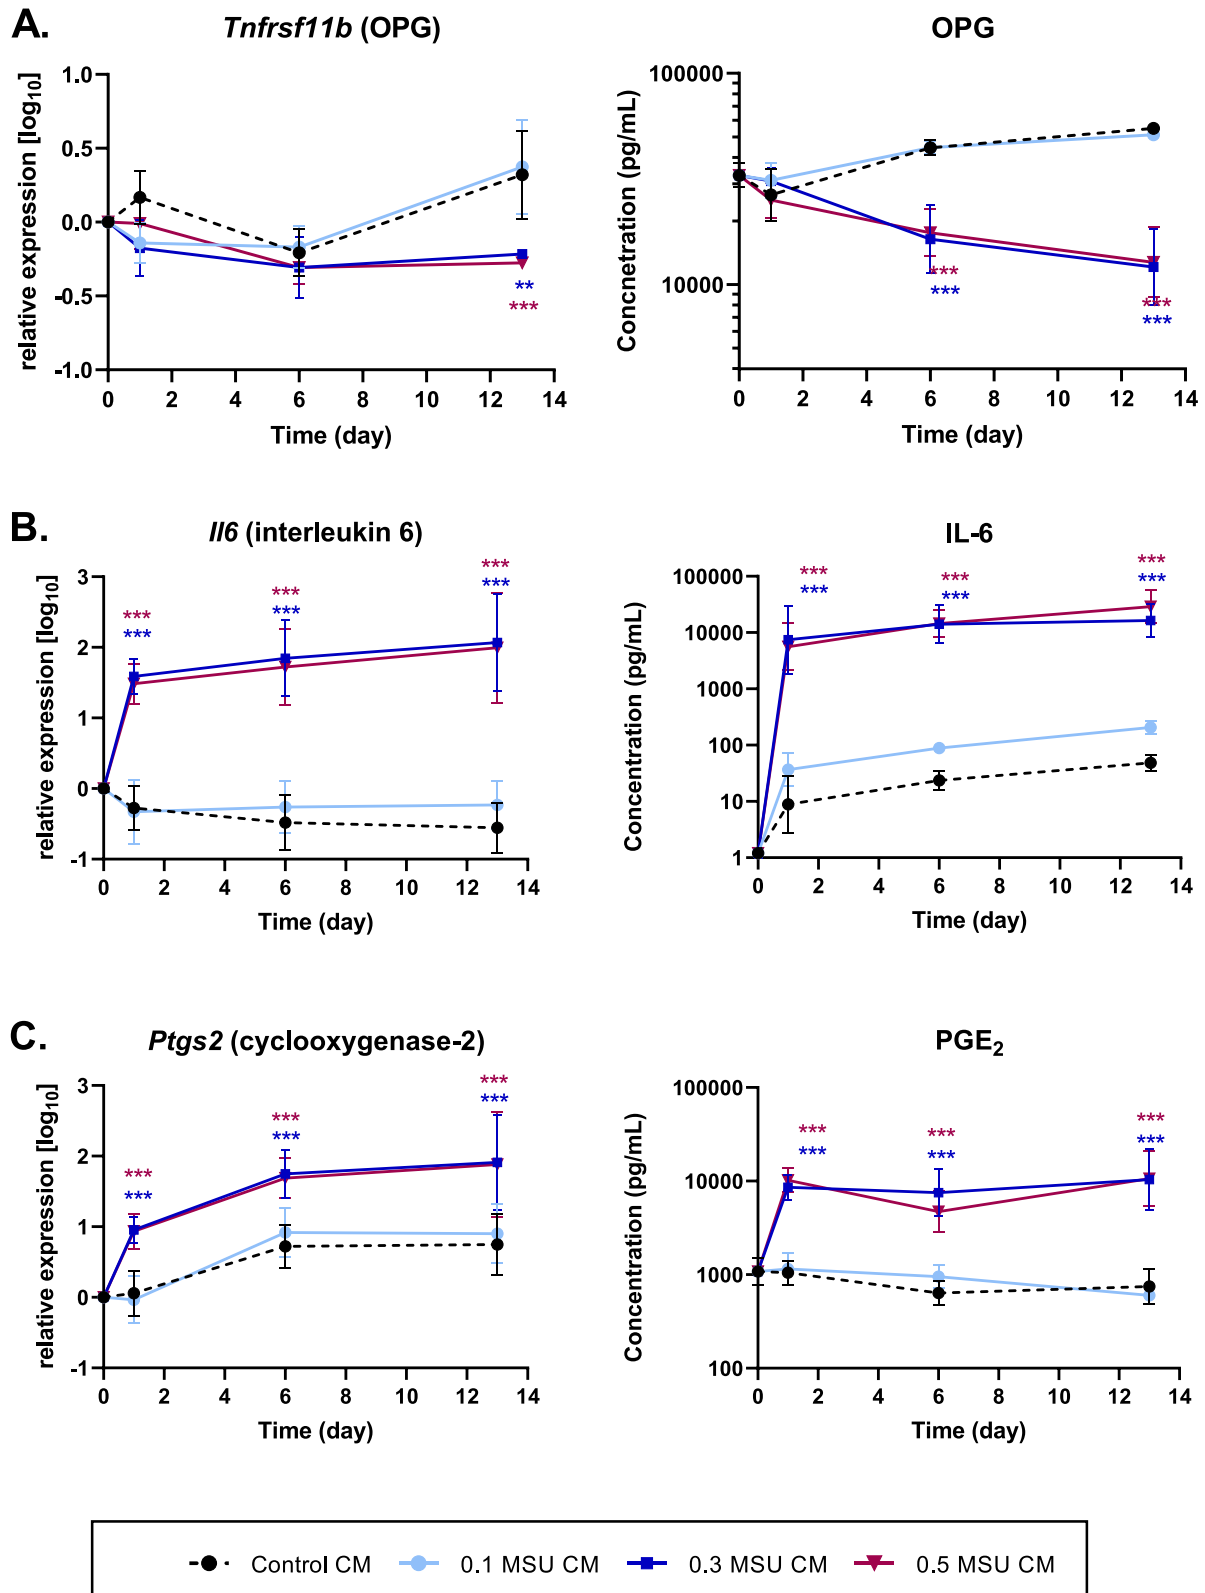 A.
Tnfrsf11b (OPG)
OPG
relative expression [log10]
1.0
0.5
0.0
-0.5
-1.0
**
***
0 2 4 6 8 10 12 14
Time (day)
Concnetration (pg/mL)
100000
10000
***
***
***
***
0 2 4 6 8 10 12 14
Time (day)
B.
Il6 (interleukin 6)
IL-6
relative expression [log10]
3
2
1
0
-1
***
***
***
***
***
***
0 2 4 6 8 10 12 14
Time (day)
Concentration (pg/mL)
100000
10000
1000
100
10
1
***
***
***
***
***
***
0 2 4 6 8 10 12 14
Time (day)
C.
Ptgs2 (cyclooxygenase-2)
PGE2
relative expression [log10]
3
2
1
0
-1
***
***
***
***
***
***
0 2 4 6 8 10 12 14
Time (day)
Concentration (pg/mL)
100000
10000
1000
100
***
***
***
***
***
***
0 2 4 6 8 10 12 14
Time (day)
Control CM 0.1 MSU CM 0.3 MSU CM 0.5 MSU CM